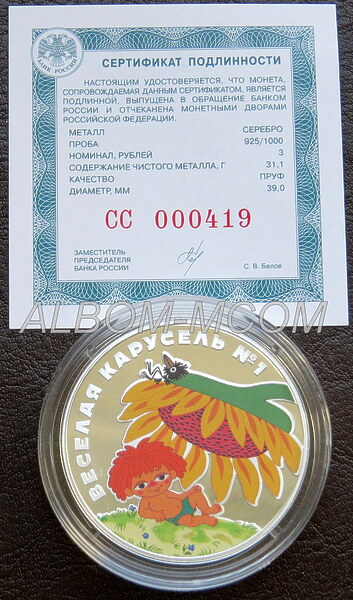 БАНК РОССИИ
СЕРТИФИКАТ ПОДЛИННОСТИ
НАСТОЯЩИМ УДОСТОВЕРЯЕТСЯ, ЧТО МОНЕТА,
СОПРОВОЖДАЕМАЯ ДАННЫМ СЕРТИФИКАТОМ, ЯВЛЯЕТСЯ
ПОДЛИННОЙ, ВЫПУЩЕНА В ОБРАЩЕНИЕ БАНКОМ
РОССИИ И ОТЧЕКАНЕНА МОНЕТНЫМИ ДВОРАМИ
РОССИЙСКОЙ ФЕДЕРАЦИИ.
МЕТАЛЛ СЕРЕБРО
ПРОБА 925/1000
НОМИНАЛ, РУБЛЕЙ 3
СОДЕРЖАНИЕ ЧИСТОГО МЕТАЛЛА, Г 31,1
КАЧЕСТВО ПРУФ
ДИАМЕТР, ММ 39,0
СС 000419
ЗАМЕСТИТЕЛЬ
ПРЕДСЕДАТЕЛЯ
БАНКА РОССИИ С. В. Белов
ALBOM-MCOM
ВЕСЕЛАЯ КАРУСЕЛЬ №1